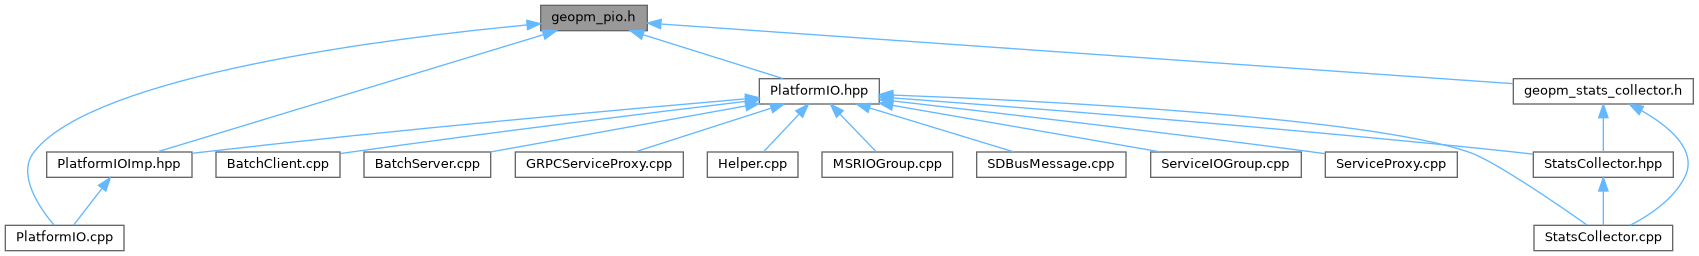 geopm_pio.h
PlatformIO.hpp
geopm_stats_collector.h
PlatformIOImp.hpp
BatchClient.cpp
BatchServer.cpp
GRPCServiceProxy.cpp
Helper.cpp
MSRIOGroup.cpp
SDBusMessage.cpp
ServiceIOGroup.cpp
ServiceProxy.cpp
StatsCollector.hpp
PlatformIO.cpp
StatsCollector.cpp